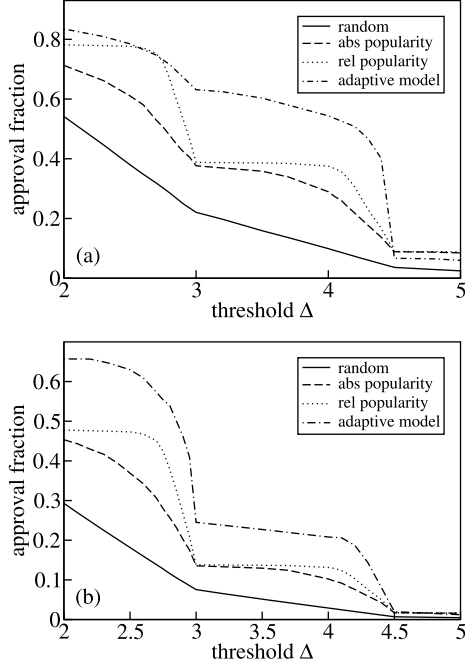 0.8
0.6
0.4
0.2
0
approval fraction
random
abs popularity
rel popularity
adaptive model
(a)
2 3 4 5
threshold Δ
0.6
0.5
0.4
0.3
0.2
0.1
0
approval fraction
random
abs popularity
rel popularity
adaptive model
(b)
2 2.5 3 3.5 4 4.5 5
threshold Δ